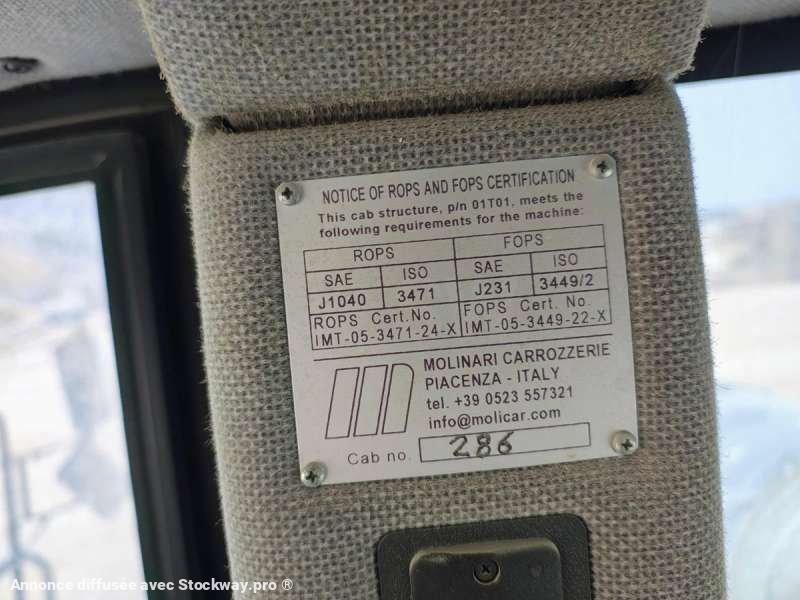 NOTICE OF ROPS AND FOPS CERTIFICATION
This cab structure, p/n 01T01, meets the
following requirements for the machine:
ROPS FOPS
SAE ISO SAE ISO
J1040 3471 J231 3449/2
ROPS Cert.No. FOPS Cert. No.
IMT-05-3471-24-X IMT-05-3449-22-X
MOLINARI CARROZZERIE
PIACENZA - ITALY
tel. +39 0523 557321
info@molicar.com
Cab no. 286
Annonce diffusée avec Stockway.pro ®